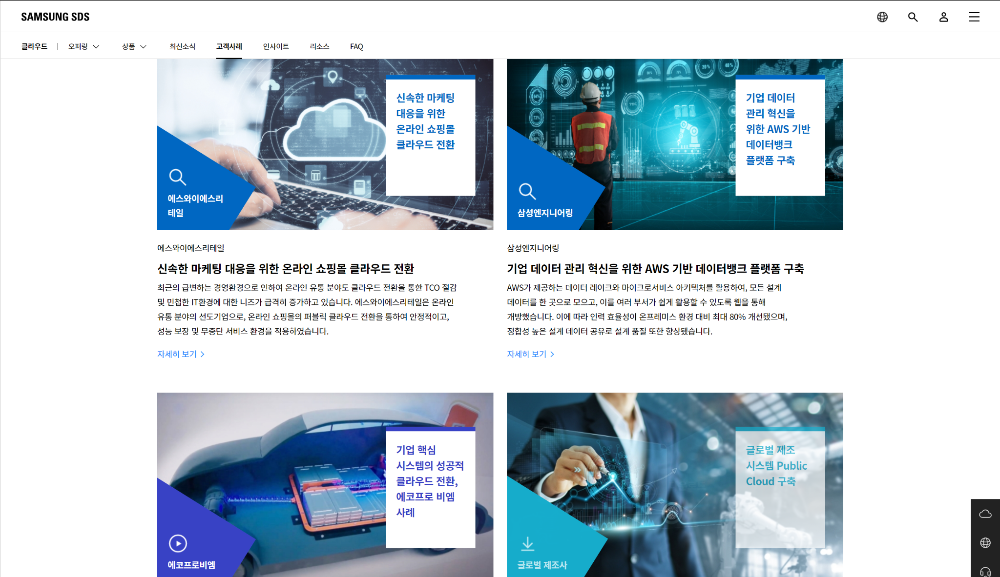 SAMSUNG SDS
클라우드
오퍼링
상품
최신소식
고객사례
인사이트
리소스
FAQ
신속한 마케팅
대응을 위한
온라인 쇼핑몰
클라우드 전환
에스와이에스리
테일
기업 데이터
관리 혁신을
위한 AWS 기반
데이터뱅크
플랫폼 구축
삼성엔지니어링
에스와이에스리테일
신속한 마케팅 대응을 위한 온라인 쇼핑몰 클라우드 전환
최근의 급변하는 경영환경으로 인하여 온라인 유통 분야도 클라우드 전환을 통한 TCO 절감
및 민첩한 IT환경에 대한 니즈가 급격히 증가하고 있습니다. 에스와이에스리테일은 온라인
유통 분야의 선도기업으로, 온라인 쇼핑몰의 퍼블릭 클라우드 전환을 통하여 안정적이고,
성능 보장 및 무중단 서비스 환경을 적용하였습니다.
자세히 보기
삼성엔지니어링
기업 데이터 관리 혁신을 위한 AWS 기반 데이터뱅크 플랫폼 구축
AWS가 제공하는 데이터 레이크와 마이크로서비스 아키텍처를 활용하여, 모든 설계
데이터를 한 곳으로 모으고, 이를 여러 부서가 쉽게 활용할 수 있도록 웹을 통해
개방했습니다. 이에 따라 인력 효율성이 온프레미스 환경 대비 최대 80% 개선됐으며,
정합성 높은 설계 데이터 공유로 설계 품질 또한 향상됐습니다.
자세히 보기
기업 핵심
시스템의 성공적
클라우드 전환,
에코프로 비엠
사례
에코프로비엠
글로벌 제조
시스템 Public
Cloud 구축
글로벌 제조사